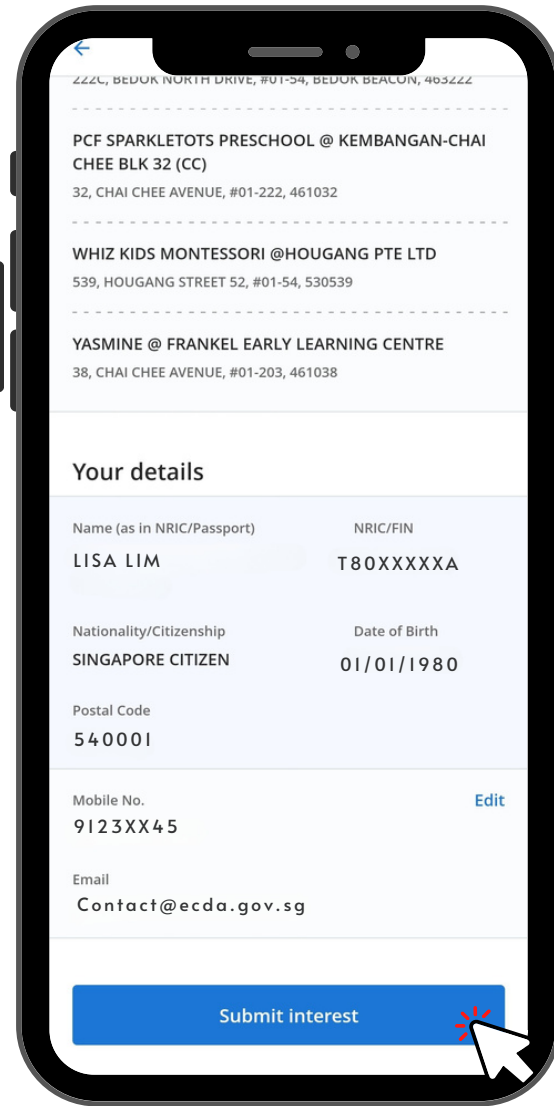 222C, BEDOK NORTH DRIVE, #01-54, BEDOK BEACON, 463222
PCF SPARKLETOTS PRESCHOOL @ KEMBANGAN-CHAI
CHEE BLK 32 (CC)
32, CHAI CHEE AVENUE, #01-222, 461032
WHIZ KIDS MONTESSORI @HOUGANG PTE LTD
539, HOUGANG STREET 52, #01-54, 530539
YASMINE @ FRANKEL EARLY LEARNING CENTRE
38, CHAI CHEE AVENUE, #01-203, 461038
Your details
Name (as in NRIC/Passport) NRIC/FIN
LISA LIM T80XXXXXA
Nationality/Citizenship Date of Birth
SINGAPORE CITIZEN 01/01/1980
Postal Code
540001
Mobile No. Edit
9123XX45
Email
Contact@ecda.gov.sg
Submit interest